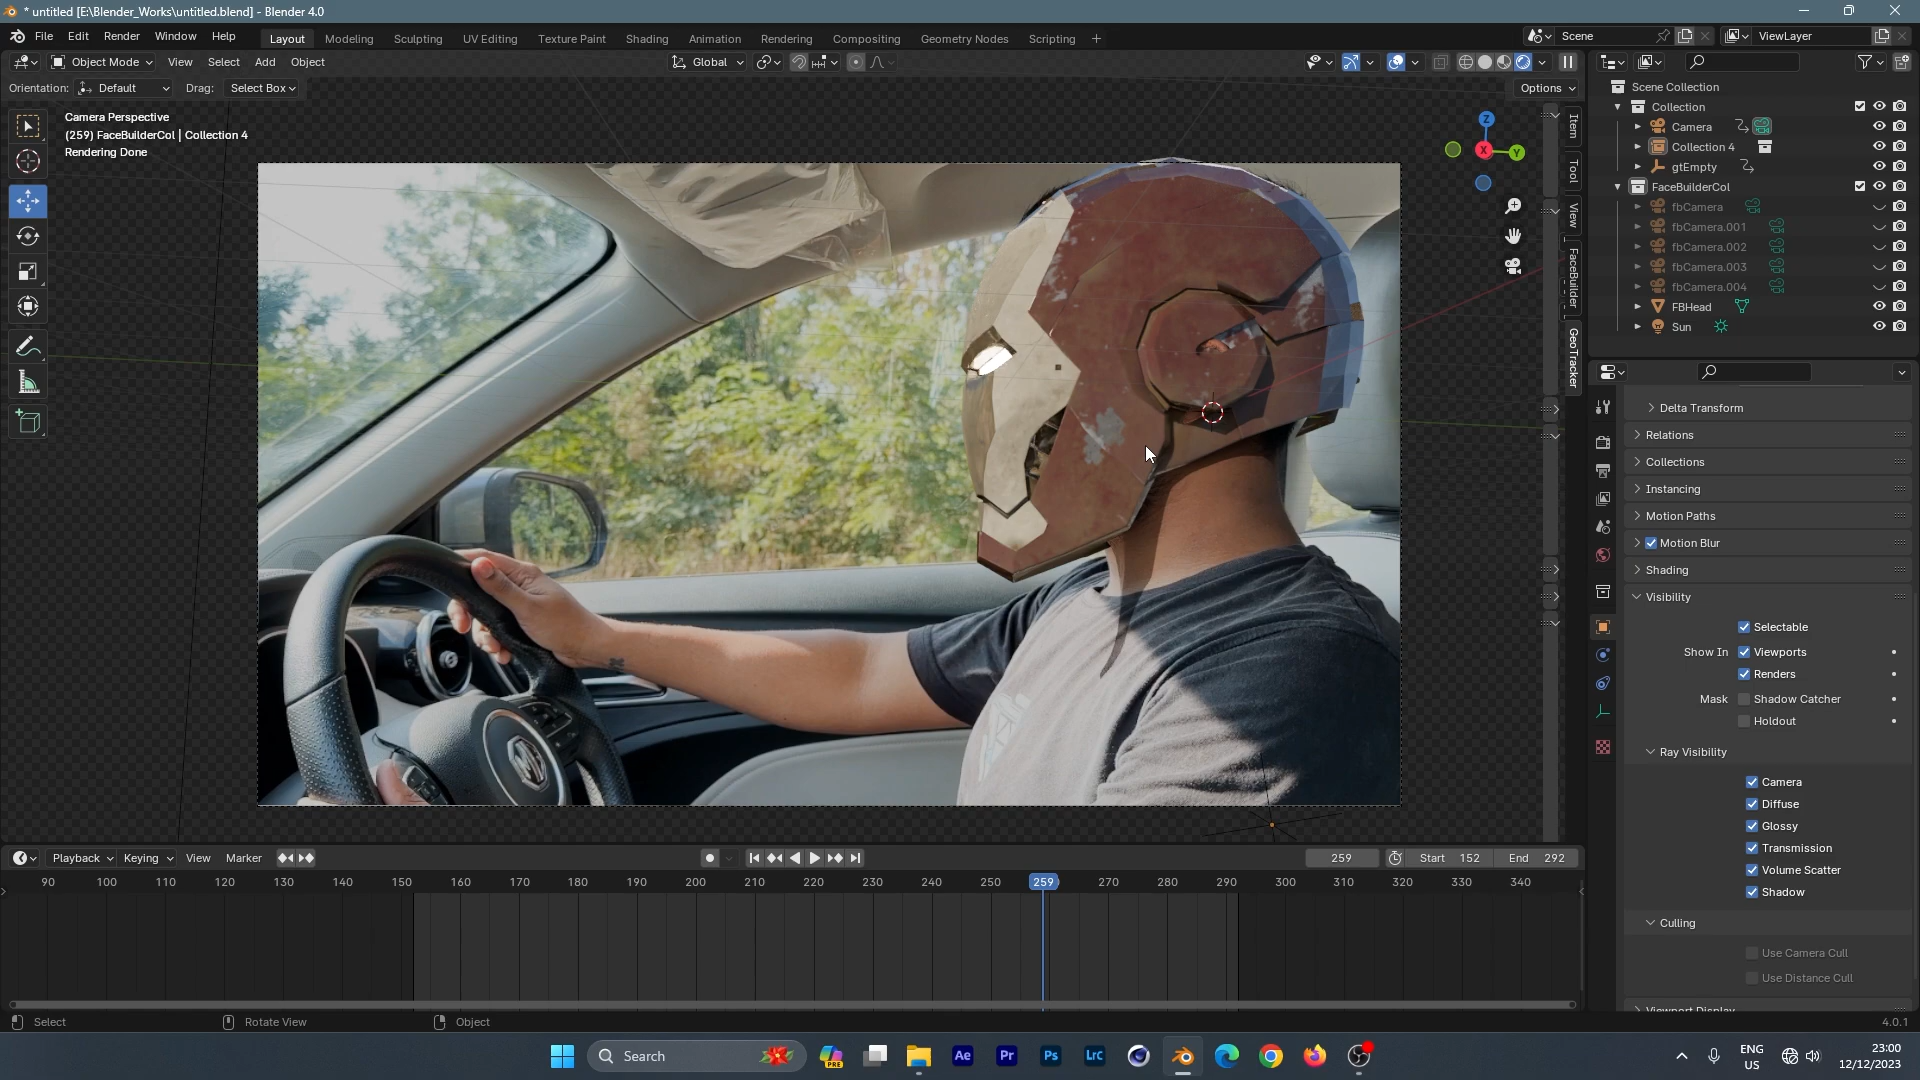 * untitled [E:\Blender_Works\untitled.blend] - Blender 4.0
File Edit Render Window Help
Layout Modeling Sculpting UV Editing Texture Paint Shading Animation Rendering Compositing Geometry Nodes Scripting +
Scene
ViewLayer
Object Mode View Select Add Object
Global
Orientation: Default Drag: Select Box
Options
Camera Perspective
(259) FaceBuilderCol | Collection 4
Rendering Done
Z
X
Y
Item
Tool
View
FaceBuilder
GeoTracker
Scene Collection
Collection
Camera
Collection 4
gtEmpty
FaceBuilderCol
fbCamera
fbCamera.001
fbCamera.002
fbCamera.003
fbCamera.004
FBHead
Sun
Delta Transform
Relations
Collections
Instancing
Motion Paths
Motion Blur
Shading
Visibility
Selectable
Show In Viewports
Renders
Mask Shadow Catcher
Holdout
Ray Visibility
Camera
Diffuse
Glossy
Transmission
Volume Scatter
Shadow
Culling
Use Camera Cull
Use Distance Cull
Viewport Display
Playback Keying View Marker
259 Start 152 End 292
90 100 110 120 130 140 150 160 170 180 190 200 210 220 230 240 250 259 270 280 290 300 310 320 330 340
Select Rotate View Object
4.0.1
Search
PRE
Ae Pr Ps LrC
ENG
US
23:00
12/12/2023